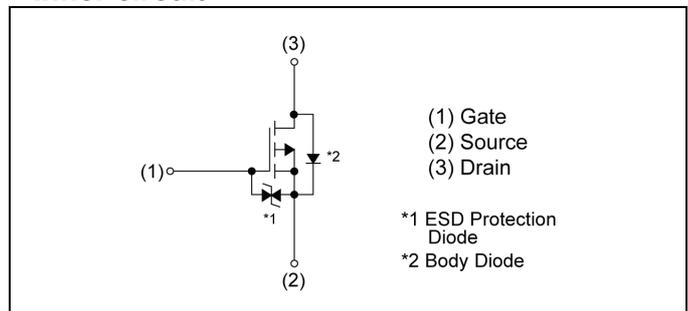 (3)
(1)
*2
*1
(2)
(1) Gate
(2) Source
(3) Drain
*1 ESD Protection
Diode
*2 Body Diode